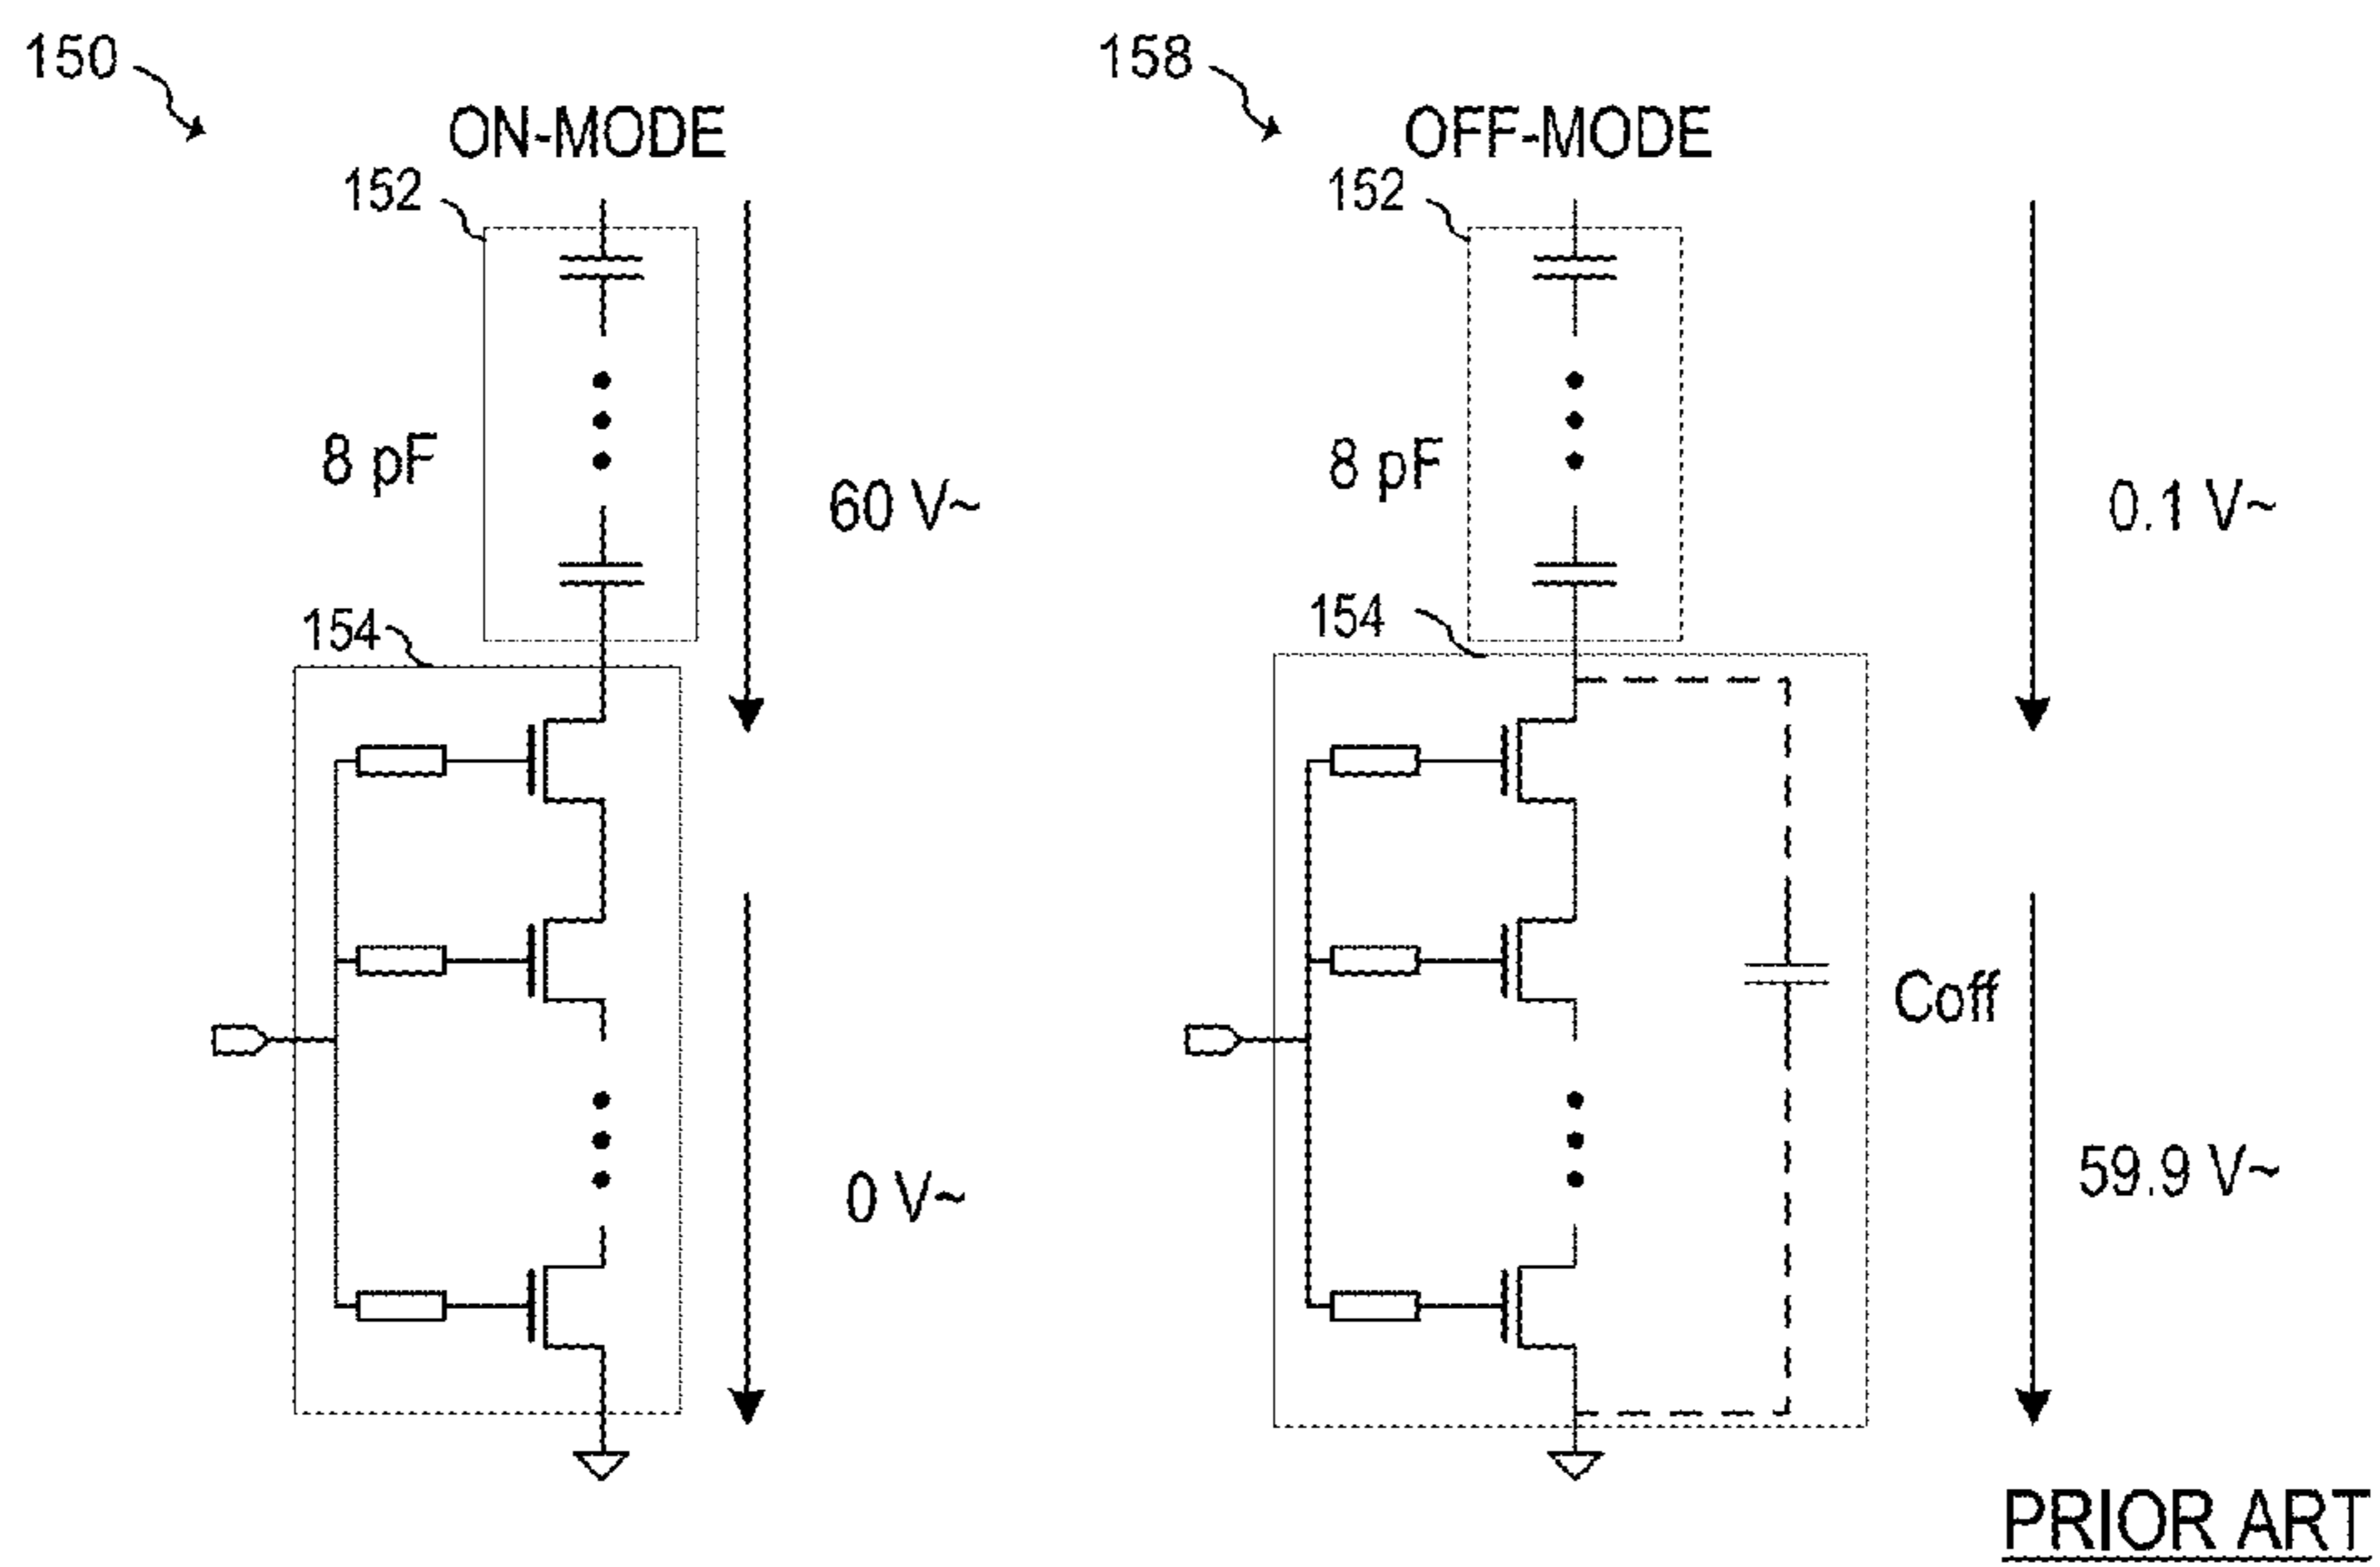 150
ON-MODE
152
8 pF
60 V~
154
0 V~
158
OFF-MODE
152
8 pF
0.1 V~
154
Coff
59.9 V~
PRIOR ART